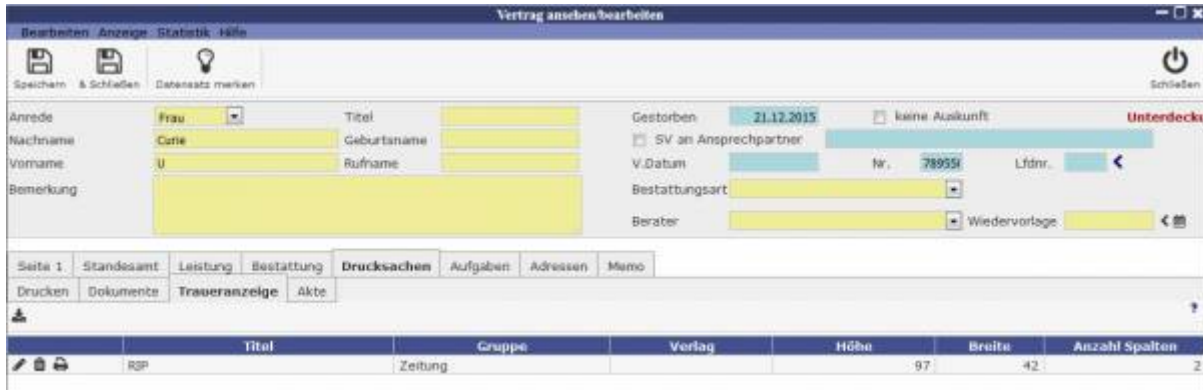 Vertrag ansehen/bearbeiten
Bearbeiten Anzeige Statistik Hilfe
Speichern & Schließen Datensatz merken Schließen
Anrede Frau Titel Gestorben 21.12.2015 keine Auskunft Unterdecku
Nachname Curie Geburtsname SV an Ansprechpartner
Vorname U Rufname V.Datum Nr. 78955 Lfdnr.
Bemerkung Bestattungsart
Berater Wiedervorlage
Seite 1 Standesamt Leistung Bestattung Drucksachen Aufgaben Adressen Memo
Drucken Dokumente Traueranzeige Akte
?
Titel Gruppe Verlag Höhe Breite Anzahl Spalten
RIP Zeitung 97 42 2